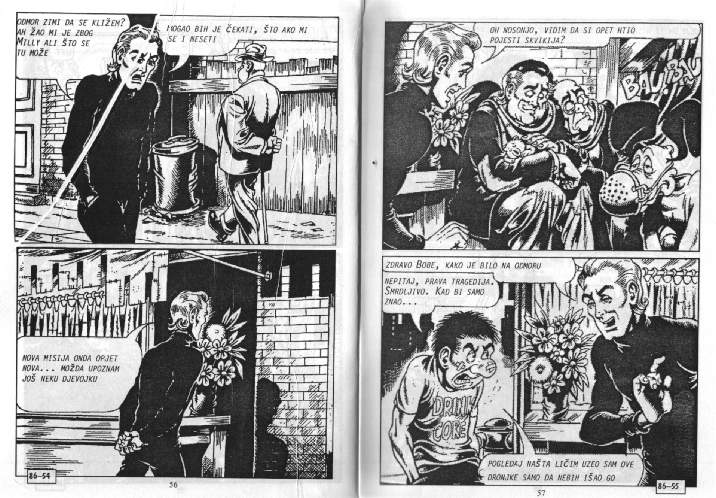 ODMOR ZIMI DA SE KLIŽEM?
AH ŽAO MI JE ZBOG
MILLY ALI ŠTO SE
TU MOŽE
MOGAO BIH JE ČEKATI, ŠTO AKO MI
SE I NESETI
NOVA MISIJA ONDA OPJET
NOVA... MOŽDA UPOZNAM
JOŠ NEKU DJEVOJKU
86-54
56
OH NOSONJO, VIDIM DA SI OPET HTIO
POJESTI SKVIKIJA?
BAU!BU
ZDRAVO BOBE, KAKO JE BILO NA ODMORU
NEPITAJ, PRAVA TRAGEDIJA.
SMRDLJIVO. KAD BI SAMO
ZNAO...
DRINK
COKE
POGLEDAJ NAŠTA LIČIM UZEO SAM OVE
DRONJKE SAMO DA NEBIH IŠAO GO
86-55
57